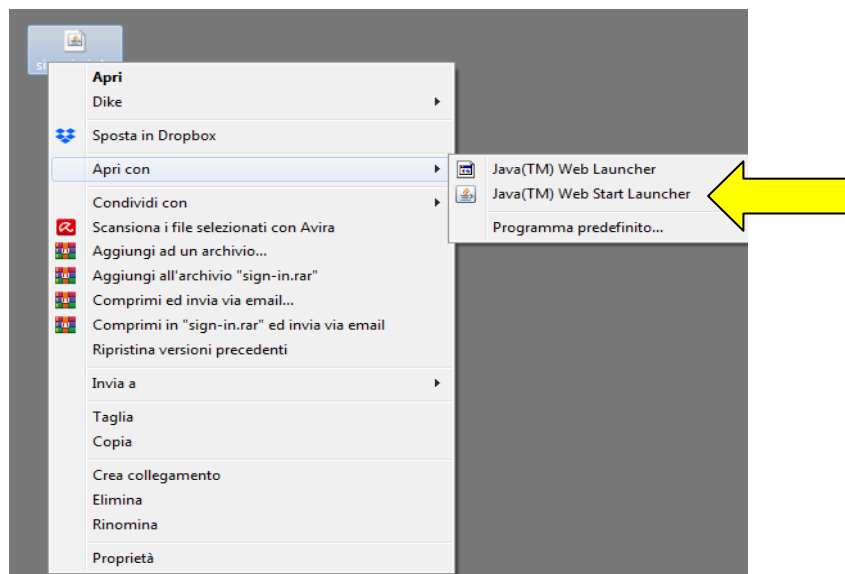 Apri
Dike
Sposta in Dropbox
Apri con
Java(TM) Web Launcher
Java(TM) Web Start Launcher
Programma predefinito...
Condividi con
Scansiona i file selezionati con Avira
Aggiungi ad un archivio...
Aggiungi all'archivio "sign-in.rar"
Comprimi ed invia via email...
Comprimi in "sign-in.rar" ed invia via email
Ripristina versioni precedenti
Invia a
Taglia
Copia
Crea collegamento
Elimina
Rinomina
Proprietà